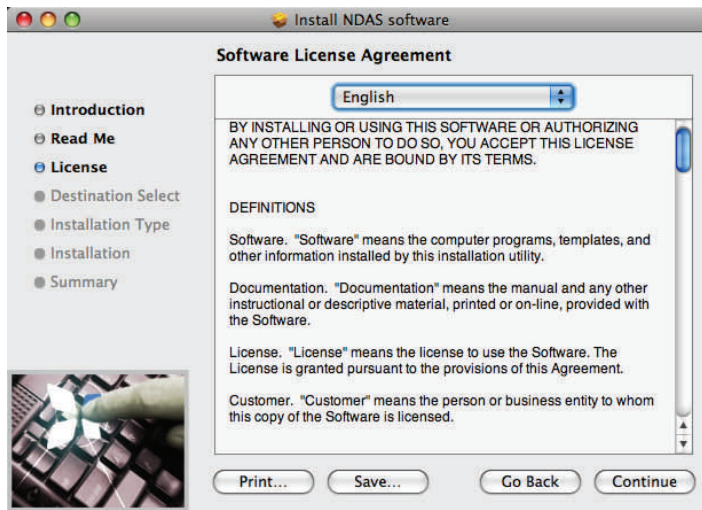 Install NDAS software
Software License Agreement
Introduction
Read Me
License
Destination Select
Installation Type
Installation
Summary
English
BY INSTALLING OR USING THIS SOFTWARE OR AUTHORIZING
ANY OTHER PERSON TO DO SO, YOU ACCEPT THIS LICENSE
AGREEMENT AND ARE BOUND BY ITS TERMS.
DEFINITIONS
Software. "Software" means the computer programs, templates, and
other information installed by this installation utility.
Documentation. "Documentation" means the manual and any other
instructional or descriptive material, printed or on-line, provided with
the Software.
License. "License" means the license to use the Software. The
License is granted pursuant to the provisions of this Agreement.
Customer. "Customer" means the person or business entity to whom
this copy of the Software is licensed.
Print... Save... Go Back Continue